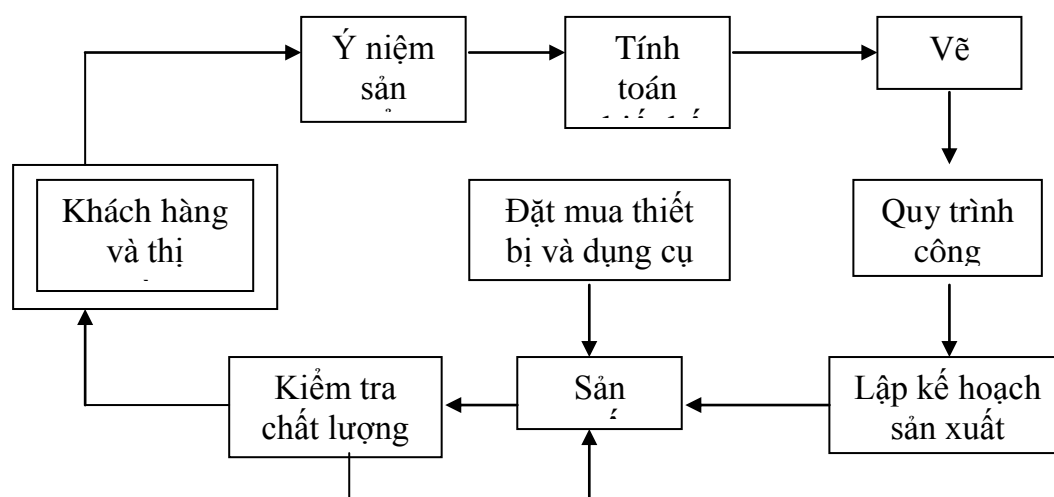 Ý niệm
sản
Tính
toán
Vẽ
Khách hàng
và thị
Đặt mua thiết
bị và dụng cụ
Quy trình
công
Kiểm tra
chất lượng
Sản
Lập kế hoạch
sản xuất